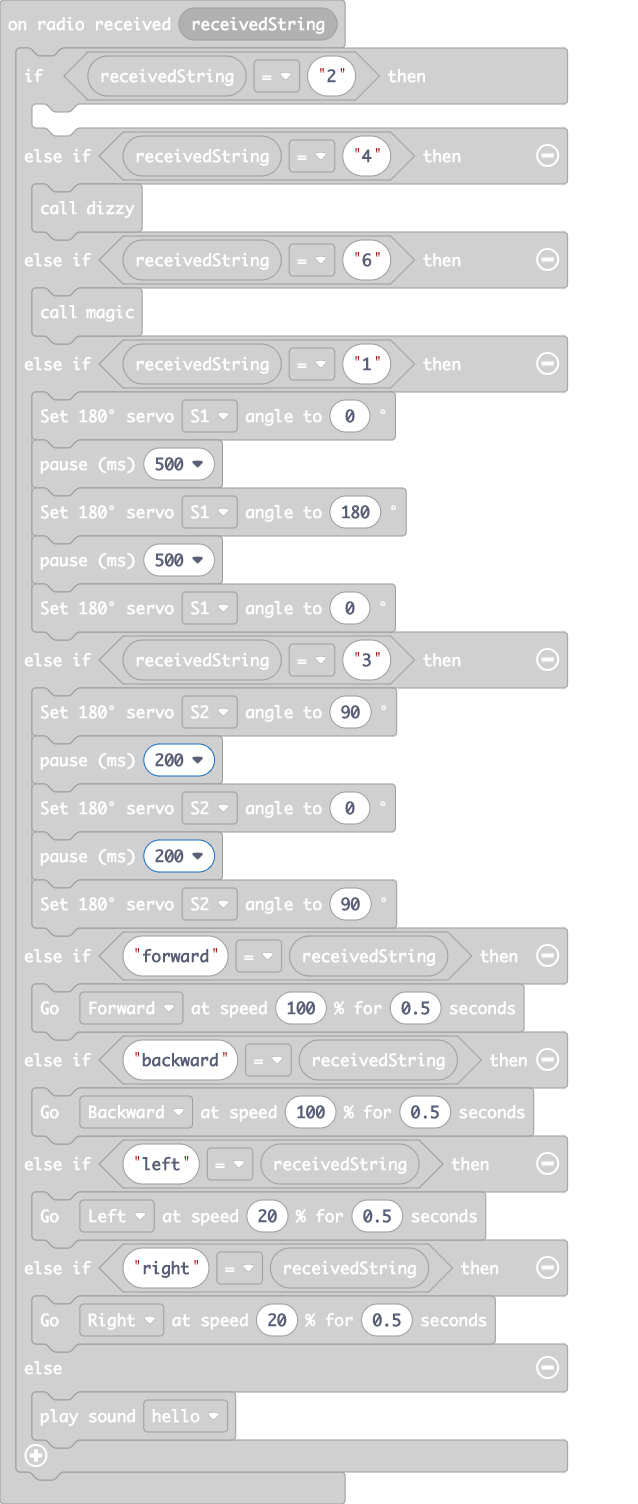 on radio received receivedString
if receivedString = "2" then
else if receivedString = "4" then
call dizzy
else if receivedString = "6" then
call magic
else if receivedString = "1" then
Set 180° servo S1 angle to 0 °
pause (ms) 500
Set 180° servo S1 angle to 180 °
pause (ms) 500
Set 180° servo S1 angle to 0 °
else if receivedString = "3" then
Set 180° servo S2 angle to 90 °
pause (ms) 200
Set 180° servo S2 angle to 0 °
pause (ms) 200
Set 180° servo S2 angle to 90 °
else if "forward" = receivedString then
Go Forward at speed 100 % for 0.5 seconds
else if "backward" = receivedString then
Go Backward at speed 100 % for 0.5 seconds
else if "left" = receivedString then
Go Left at speed 20 % for 0.5 seconds
else if "right" = receivedString then
Go Right at speed 20 % for 0.5 seconds
else
play sound hello